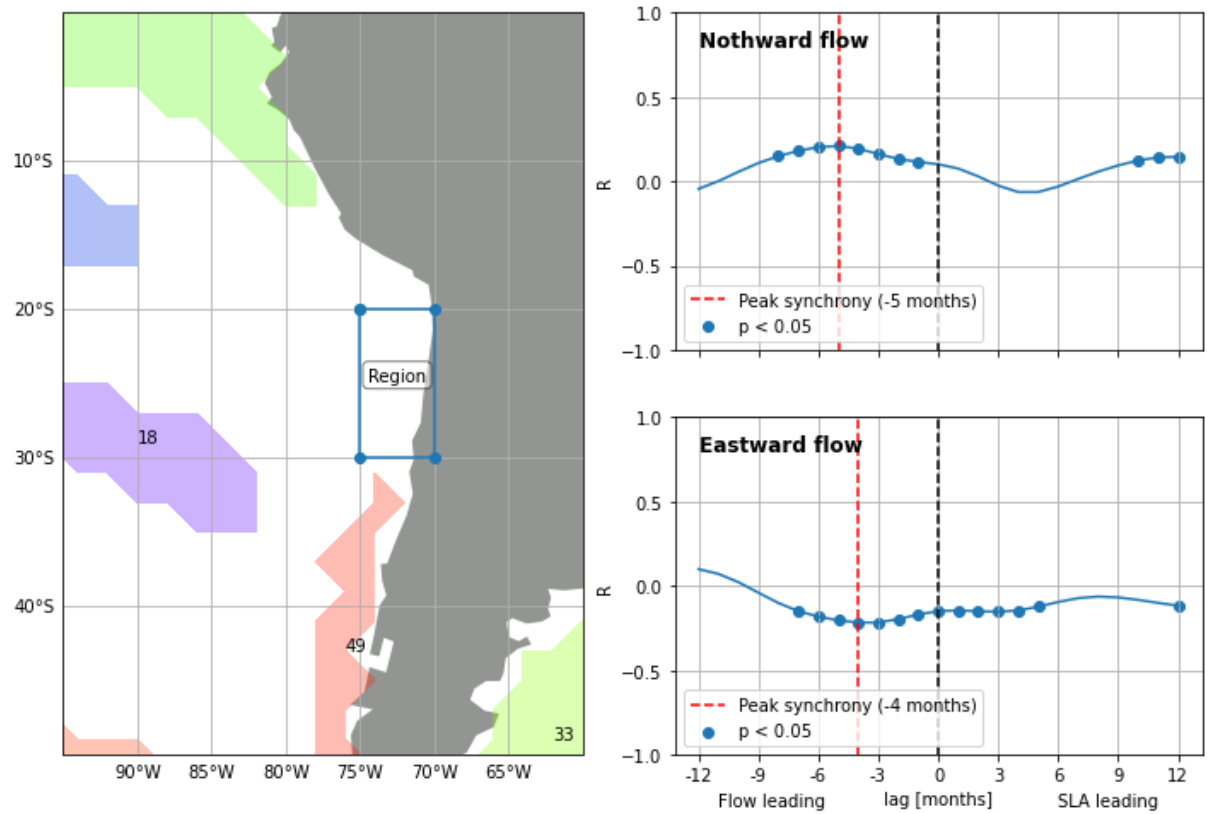 10°S
20°S
30°S
40°S
90°W
85°W
80°W
75°W
70°W
65°W
Region
18
49
33
Nothward flow
1.0
0.5
0.0
−0.5
−1.0
R
Peak synchrony (-5 months)
p < 0.05
Eastward flow
1.0
0.5
0.0
−0.5
−1.0
R
Peak synchrony (-4 months)
p < 0.05
-12 -9 -6 -3 0 3 6 9 12
Flow leading lag [months] SLA leading